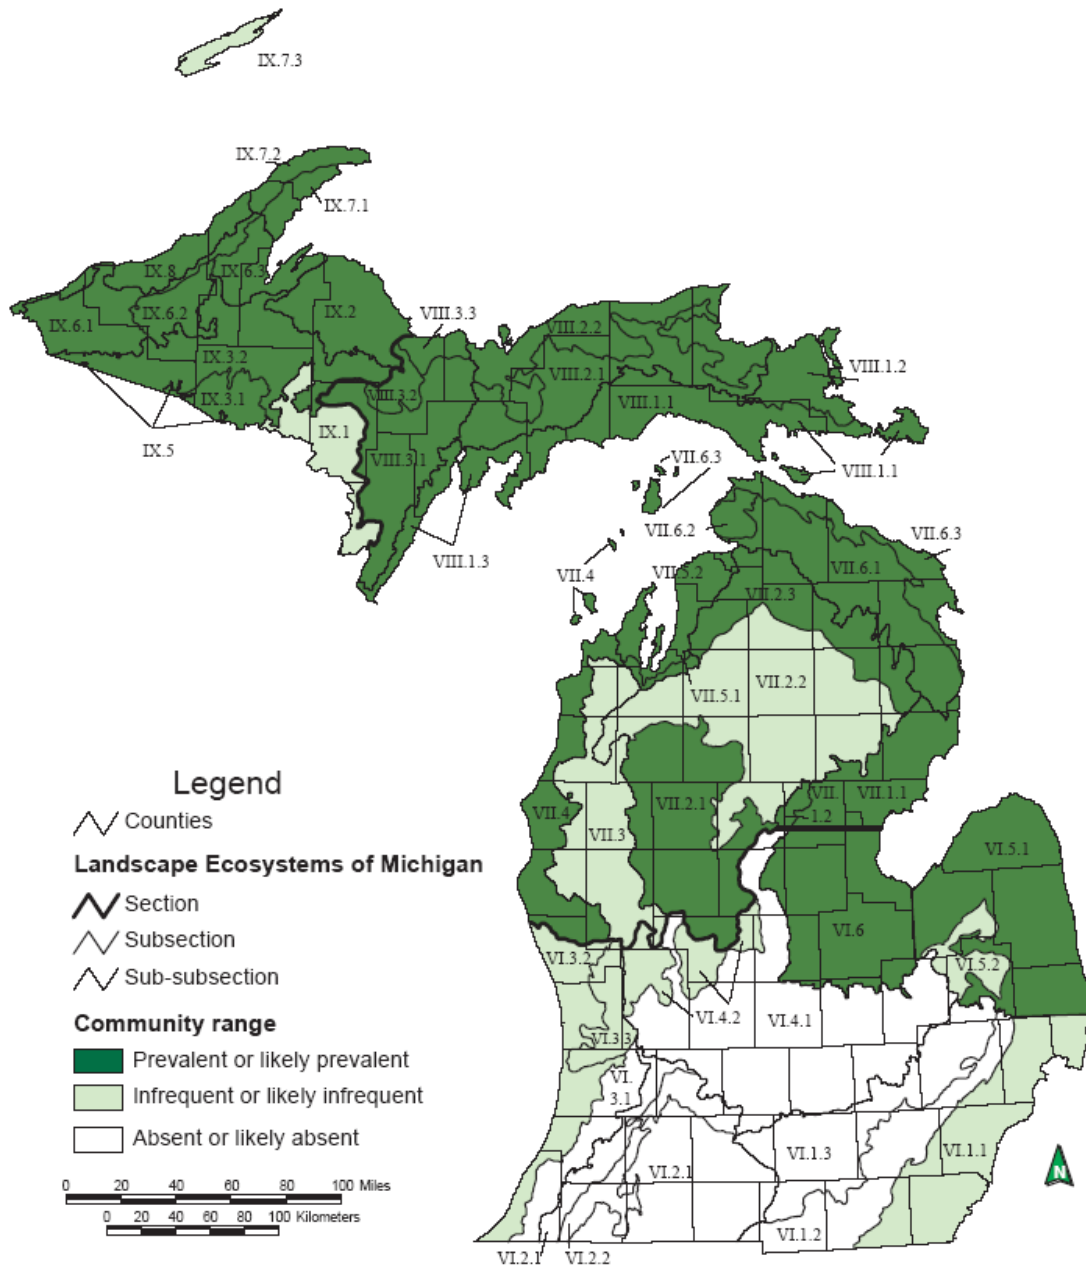 IX.7.3
IX.7.2
IX.7.1
IX.8
IX.6.3
IX.6.1
IX.6.2
IX.2
VIII.3.3
VIII.2.2
IX.3.2
VIII.2.1
VIII.1.2
IX.3.1
VIII.3.2
VIII.1.1
IX.1
IX.5
VIII.3.1
VII.6.3
VIII.1.1
VII.6.2
VII.6.3
VIII.1.3
VII.6.1
VII.4
VII.5.2
VII.2.3
VII.2.2
VII.5.1
Legend
Counties
Landscape Ecosystems of Michigan
Section
Subsection
Sub-subsection
Community range
Prevalent or likely prevalent
Infrequent or likely infrequent
Absent or likely absent
0 20 40 60 80 100 Miles
0 20 40 60 80 100 Kilometers
VII.
1.2
VII.1.1
VII.4
VII.2.1
VII.3
VI.5.1
VI.6
VI.3.2
VI.5.2
VI.4.2
VI.4.1
VI.3.3
VI.
3.1
VI.1.3
VI.1.1
VI.2.1
VI.1.2
VI.2.1
VI.2.2
N